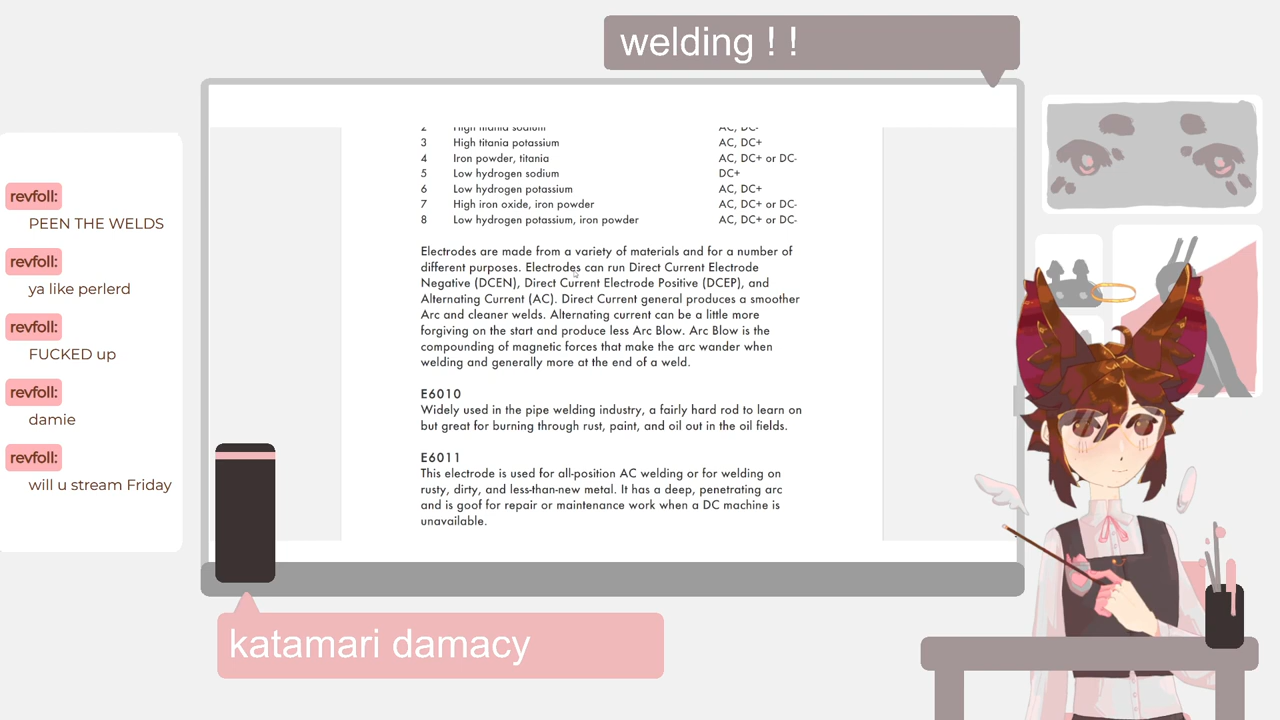 welding ! !
revfoll:
PEEN THE WELDS
revfoll:
ya like perlerd
revfoll:
FUCKED up
revfoll:
damie
revfoll:
will u stream Friday
2 High titania sodium AC, DC-
3 High titania potassium AC, DC+
4 Iron powder, titania AC, DC+ or DC-
5 Low hydrogen sodium DC+
6 Low hydrogen potassium AC, DC+
7 High iron oxide, iron powder AC, DC+ or DC-
8 Low hydrogen potassium, iron powder AC, DC+ or DC-
Electrodes are made from a variety of materials and for a number of
different purposes. Electrodes can run Direct Current Electrode
Negative (DCEN), Direct Current Electrode Positive (DCEP), and
Alternating Current (AC). Direct Current general produces a smoother
Arc and cleaner welds. Alternating current can be a little more
forgiving on the start and produce less Arc Blow. Arc Blow is the
compounding of magnetic forces that make the arc wander when
welding and generally more at the end of a weld.
E6010
Widely used in the pipe welding industry, a fairly hard rod to learn on
but great for burning through rust, paint, and oil out in the oil fields.
E6011
This electrode is used for all-position AC welding or for welding on
rusty, dirty, and less-than-new metal. It has a deep, penetrating arc
and is goof for repair or maintenance work when a DC machine is
unavailable.
katamari damacy